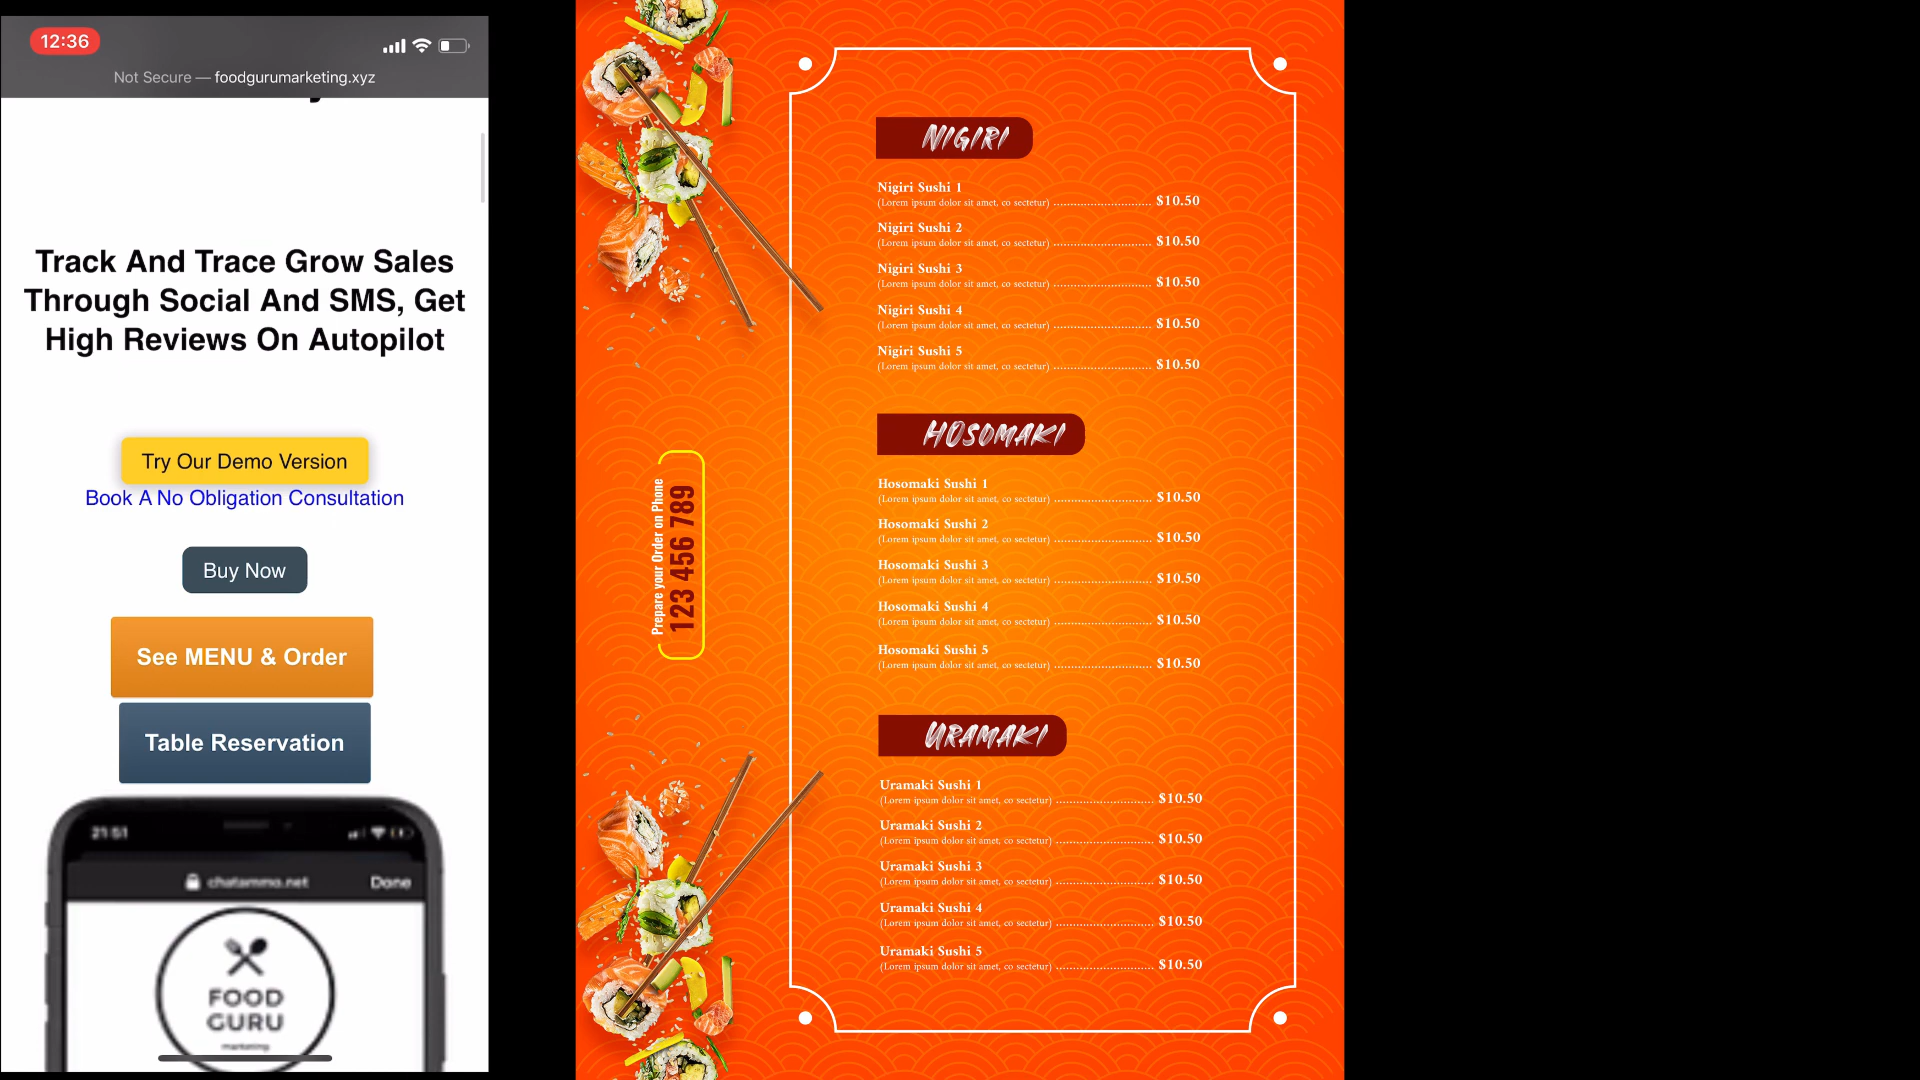 12:36
Not Secure — foodgurumarketing.xyz
Track And Trace Grow Sales
Through Social And SMS, Get
High Reviews On Autopilot
Try Our Demo Version
Book A No Obligation Consultation
Buy Now
See MENU & Order
Table Reservation
21:51
chatammo.net
Done
FOOD
GURU
marketing
Prepare your Order on Phone
123 456 789
NIGIRI
Nigiri Sushi 1
(Lorem ipsum dolor sit amet, co sectetur) .............................. $10.50
Nigiri Sushi 2
(Lorem ipsum dolor sit amet, co sectetur) .............................. $10.50
Nigiri Sushi 3
(Lorem ipsum dolor sit amet, co sectetur) .............................. $10.50
Nigiri Sushi 4
(Lorem ipsum dolor sit amet, co sectetur) .............................. $10.50
Nigiri Sushi 5
(Lorem ipsum dolor sit amet, co sectetur) .............................. $10.50
HOSOMAKI
Hosomaki Sushi 1
(Lorem ipsum dolor sit amet, co sectetur) .............................. $10.50
Hosomaki Sushi 2
(Lorem ipsum dolor sit amet, co sectetur) .............................. $10.50
Hosomaki Sushi 3
(Lorem ipsum dolor sit amet, co sectetur) .............................. $10.50
Hosomaki Sushi 4
(Lorem ipsum dolor sit amet, co sectetur) .............................. $10.50
Hosomaki Sushi 5
(Lorem ipsum dolor sit amet, co sectetur) .............................. $10.50
URAMAKI
Uramaki Sushi 1
(Lorem ipsum dolor sit amet, co sectetur) .............................. $10.50
Uramaki Sushi 2
(Lorem ipsum dolor sit amet, co sectetur) .............................. $10.50
Uramaki Sushi 3
(Lorem ipsum dolor sit amet, co sectetur) .............................. $10.50
Uramaki Sushi 4
(Lorem ipsum dolor sit amet, co sectetur) .............................. $10.50
Uramaki Sushi 5
(Lorem ipsum dolor sit amet, co sectetur) .............................. $10.50